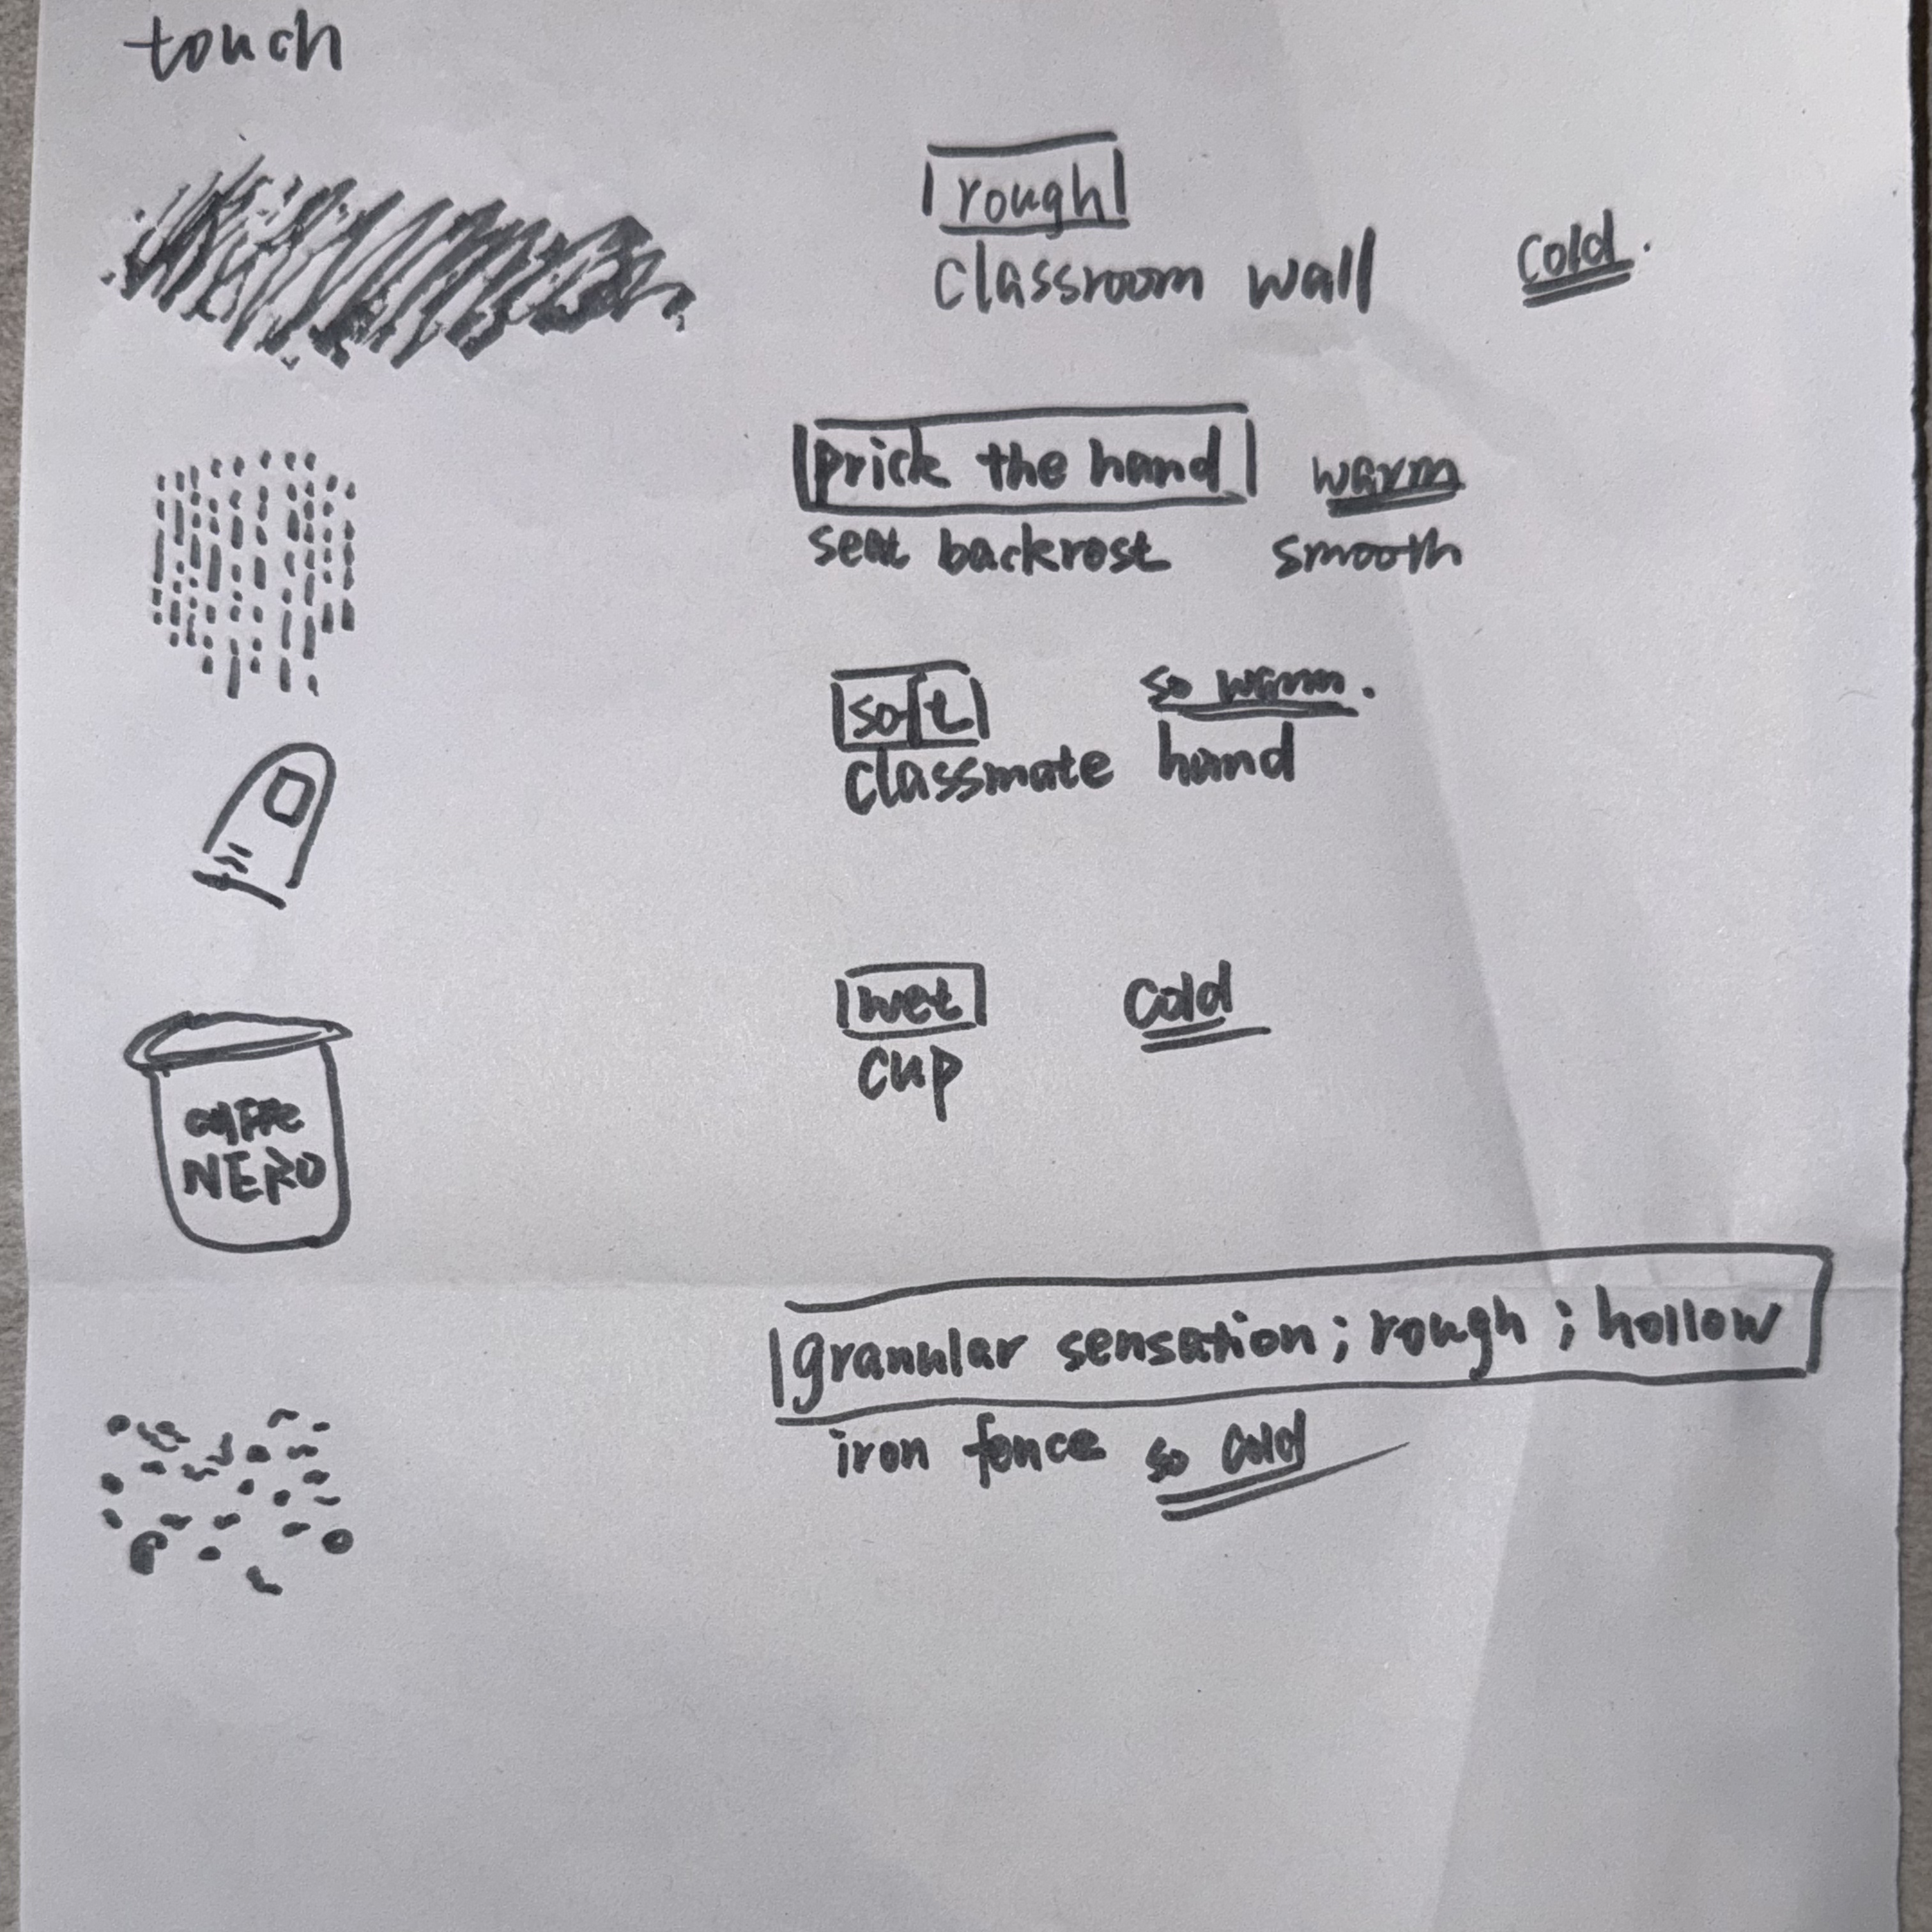 touch
rough
classroom wall cold.
prick the hand warm
seat backrost smooth
soft so warm.
classmate hand
wet cold
cup
caffe
NERO
granular sensation; rough; hollow
iron fence so cold